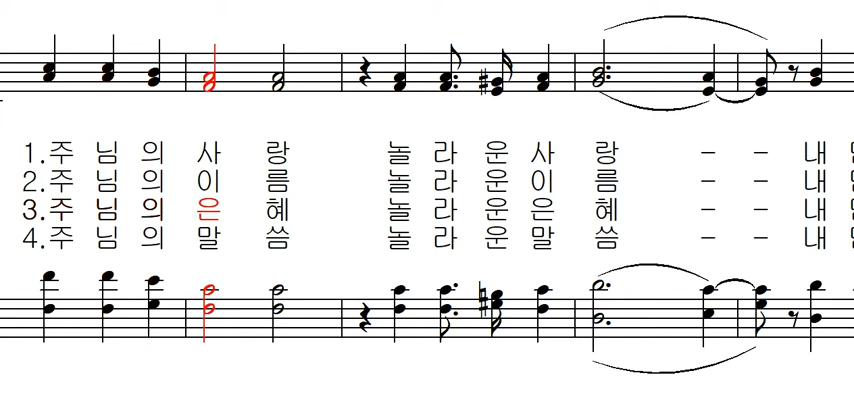 1.주 님 의 사 랑 놀 라 운 사 랑 - - 내
2.주 님 의 이 름 놀 라 운 이 름 - - 내
3.주 님 의 은 혜 놀 라 운 은 혜 - - 내
4.주 님 의 말 씀 놀 라 운 말 씀 - - 내